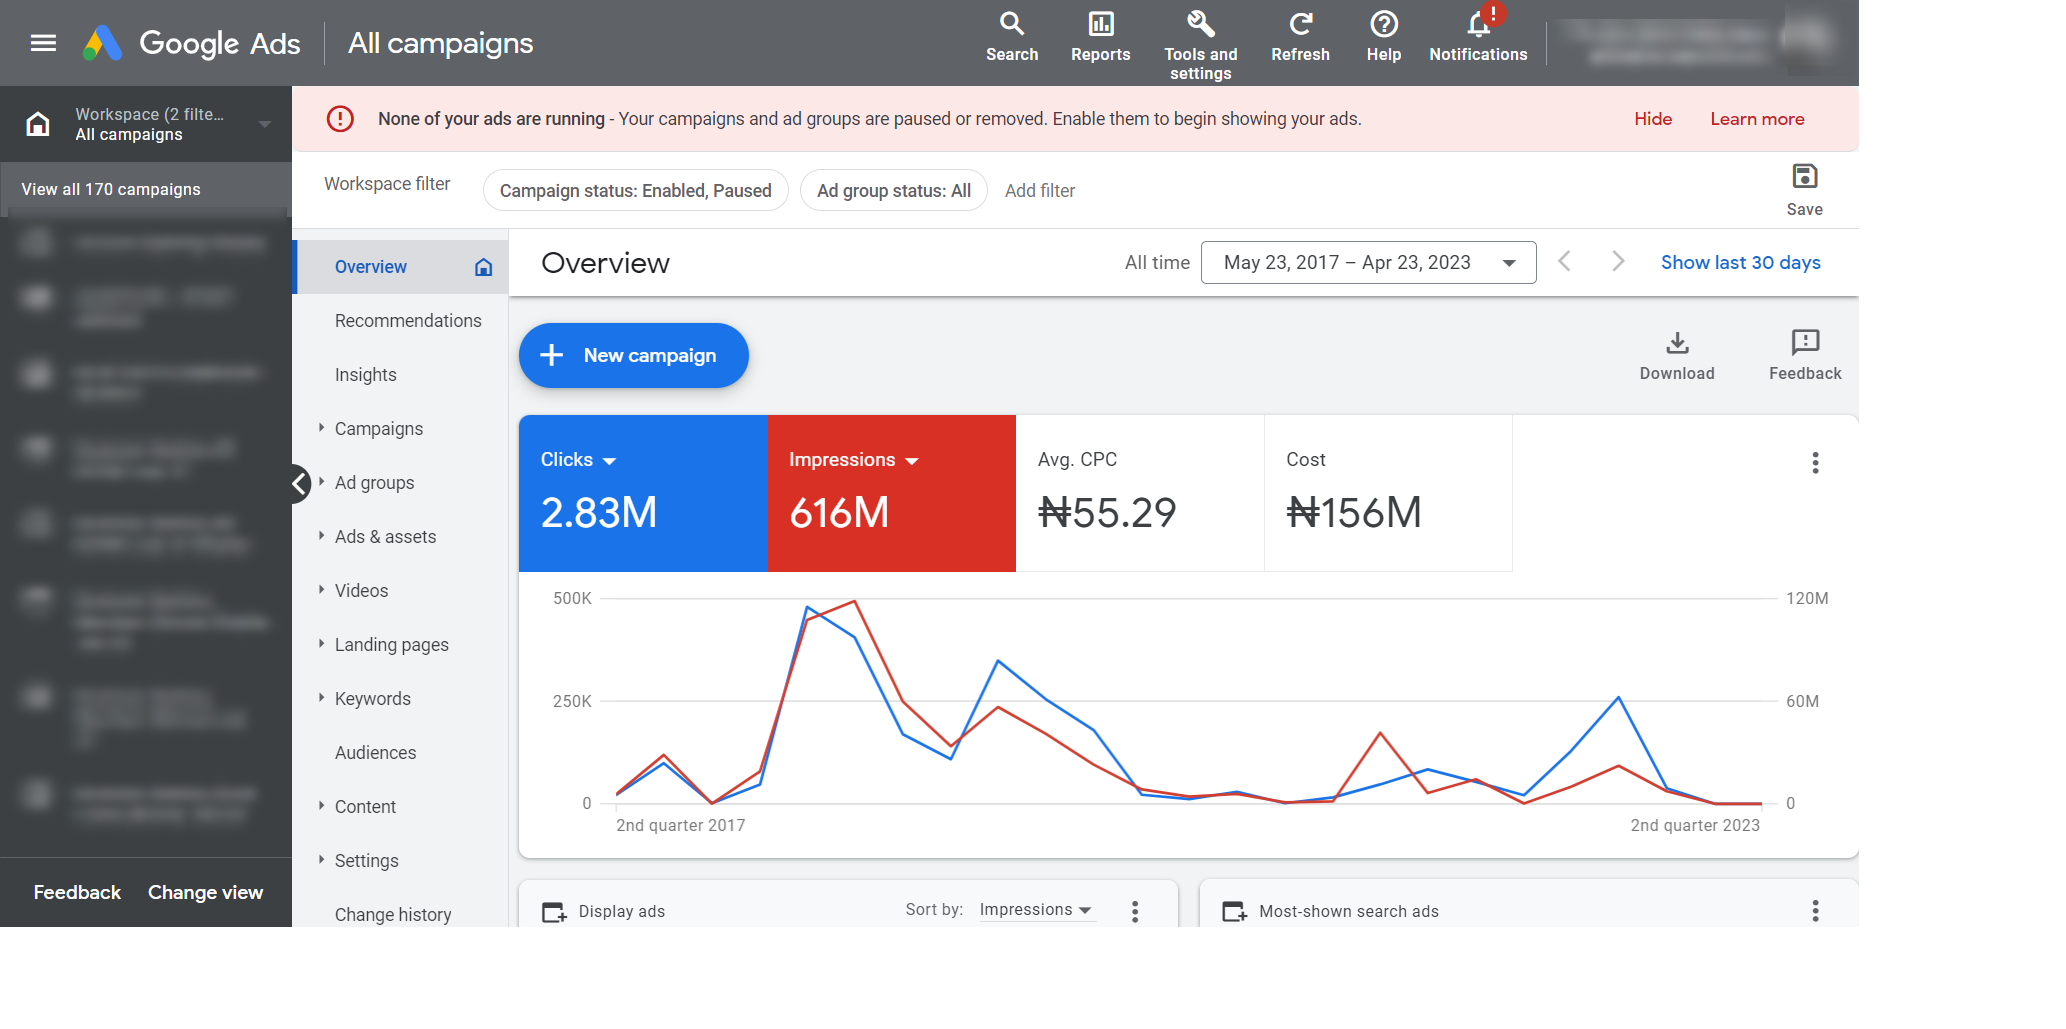 Google Ads
All campaigns
Search
Reports
Tools and
settings
Refresh
Help
Notifications
Workspace (2 filte...
All campaigns
View all 170 campaigns
None of your ads are running - Your campaigns and ad groups are paused or removed. Enable them to begin showing your ads.
Hide
Learn more
Workspace filter
Campaign status: Enabled, Paused
Ad group status: All
Add filter
Save
Overview
Recommendations
Insights
Campaigns
Ad groups
Ads & assets
Videos
Landing pages
Keywords
Audiences
Content
Settings
Change history
Feedback
Change view
Overview
All time
May 23, 2017 – Apr 23, 2023
Show last 30 days
New campaign
Download
Feedback
Clicks
2.83M
Impressions
616M
Avg. CPC
₦55.29
Cost
₦156M
500K
120M
250K
60M
0
0
2nd quarter 2017
2nd quarter 2023
Display ads
Sort by:
Impressions
Most-shown search ads